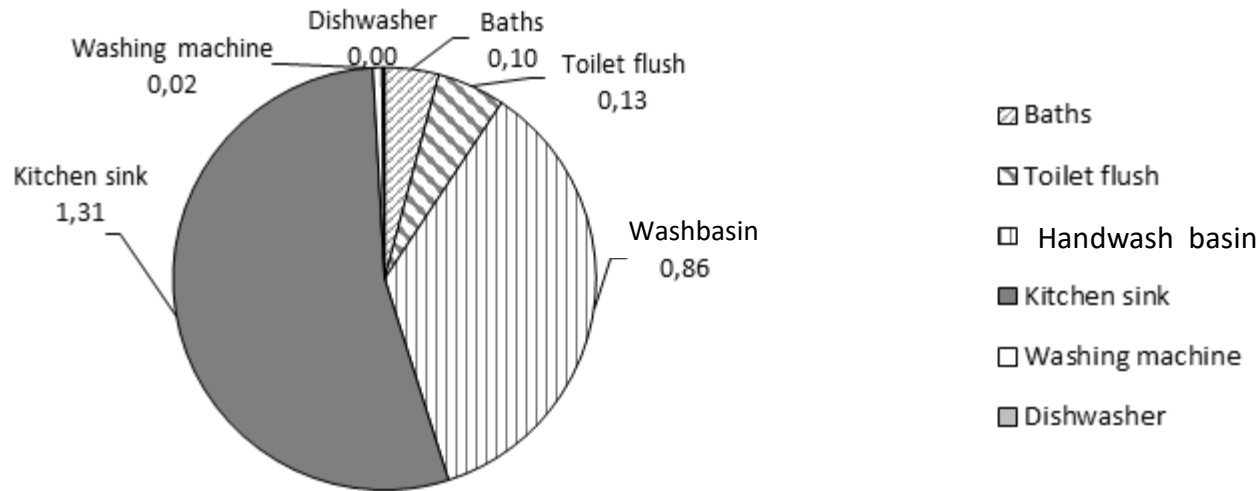 Dishwasher
0,00
Baths
0,10
Washing machine
0,02
Toilet flush
0,13
Kitchen sink
1,31
Washbasin
0,86
Baths
Toilet flush
Handwash basin
Kitchen sink
Washing machine
Dishwasher